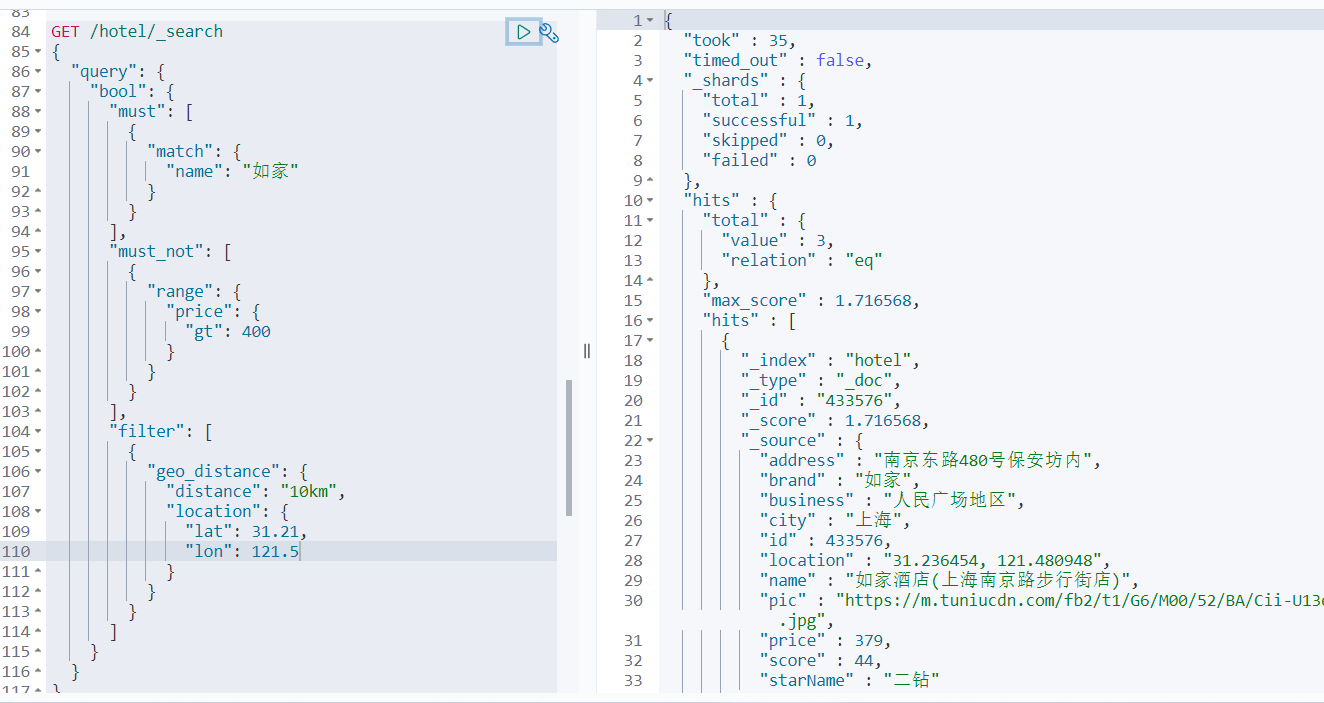 83
84 GET /hotel/_search
85 {
86 "query": {
87 "bool": {
88 "must": [
89 {
90 "match": {
91 "name": "如家"
92 }
93 }
94 ],
95 "must_not": [
96 {
97 "range": {
98 "price": {
99 "gt": 400
100 }
101 }
102 }
103 ],
104 "filter": [
105 {
106 "geo_distance": {
107 "distance": "10km",
108 "location": {
109 "lat": 31.21,
110 "lon": 121.5
111 }
112 }
113 }
114 ]
115 }
116 }
117 }
1 {
2 "took" : 35,
3 "timed_out" : false,
4 "_shards" : {
5 "total" : 1,
6 "successful" : 1,
7 "skipped" : 0,
8 "failed" : 0
9 },
10 "hits" : {
11 "total" : {
12 "value" : 3,
13 "relation" : "eq"
14 },
15 "max_score" : 1.716568,
16 "hits" : [
17 {
18 "_index" : "hotel",
19 "_type" : "_doc",
20 "_id" : "433576",
21 "_score" : 1.716568,
22 "_source" : {
23 "address" : "南京东路480号保安坊内",
24 "brand" : "如家",
25 "business" : "人民广场地区",
26 "city" : "上海",
27 "id" : 433576,
28 "location" : "31.236454, 121.480948",
29 "name" : "如家酒店(上海南京路步行街店)",
30 "pic" : "https://m.tuniucdn.com/fb2/t1/G6/M00/52/BA/Cii-U13e
.jpg",
31 "price" : 379,
32 "score" : 44,
33 "starName" : "二钻"